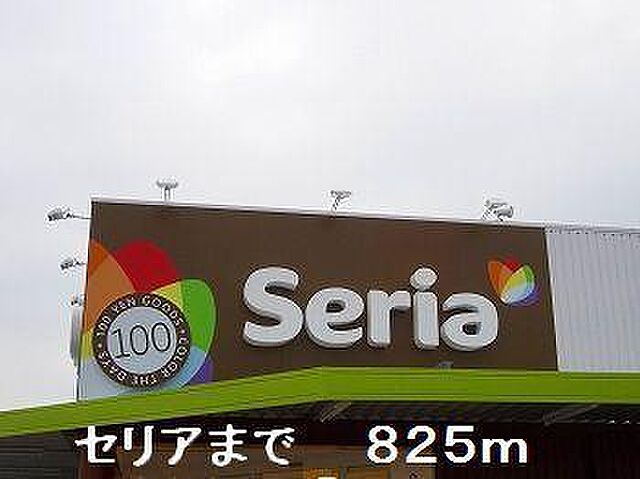 Seria
100 YEN GOODS • COLOR THE DAYS •
100
セリアまで 825m